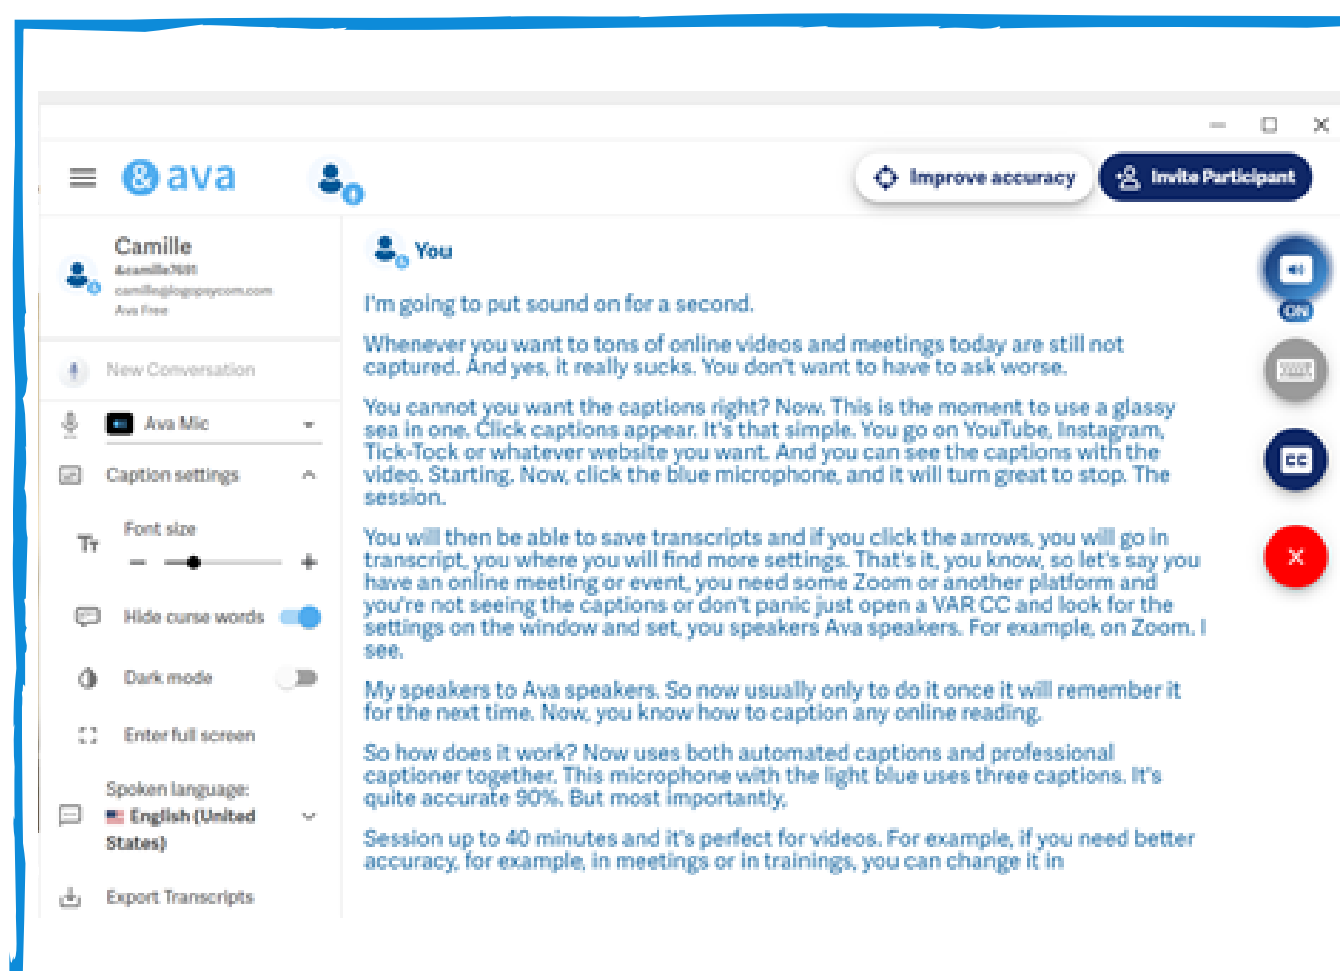 & ava
Improve accuracy
Invite Participant
Camille
&camille7691
camille@logopsycom.com
Ava Free
New Conversation
Ava Mic
Caption settings
Font size
Hide curse words
Dark mode
Enter full screen
Spoken language:
English (United
States)
Export Transcripts
You
I'm going to put sound on for a second.
Whenever you want to tons of online videos and meetings today are still not
captured. And yes, it really sucks. You don't want to have to ask worse.
You cannot you want the captions right? Now. This is the moment to use a glassy
sea in one. Click captions appear. It's that simple. You go on YouTube, Instagram,
Tick-Tock or whatever website you want. And you can see the captions with the
video. Starting. Now, click the blue microphone, and it will turn great to stop. The
session.
You will then be able to save transcripts and if you click the arrows, you will go in
transcript, you where you will find more settings. That's it, you know, so let's say you
have an online meeting or event, you need some Zoom or another platform and
you're not seeing the captions or don't panic just open a VAR CC and look for the
settings on the window and set, you speakers Ava speakers. For example, on Zoom. I
see.
My speakers to Ava speakers. So now usually only to do it once it will remember it
for the next time. Now, you know how to caption any online reading.
So how does it work? Now uses both automated captions and professional
captioner together. This microphone with the light blue uses three captions. It's
quite accurate 90%. But most importantly,
Session up to 40 minutes and it's perfect for videos. For example, if you need better
accuracy, for example, in meetings or in trainings, you can change it in
ON
CC